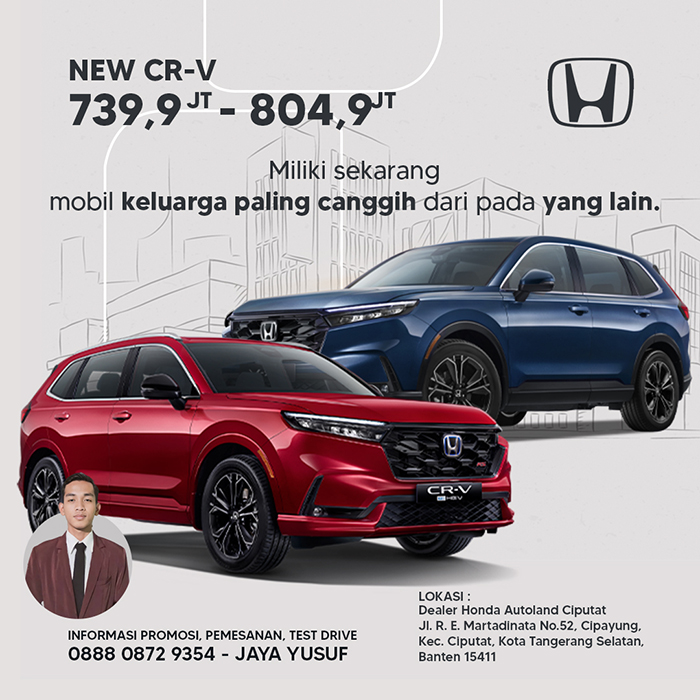 NEW CR-V
739,9 JT - 804,9 JT
Miliki sekarang
mobil keluarga paling canggih dari pada yang lain.
CR-V
e:HEV
RS
INFORMASI PROMOSI, PEMESANAN, TEST DRIVE
0888 0872 9354 - JAYA YUSUF
LOKASI :
Dealer Honda Autoland Ciputat
Jl. R. E. Martadinata No.52, Cipayung,
Kec. Ciputat, Kota Tangerang Selatan,
Banten 15411